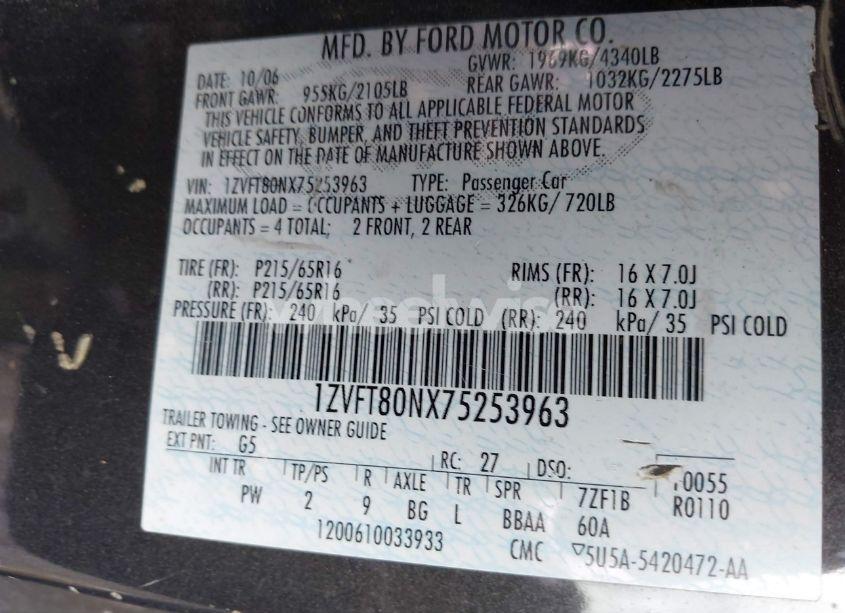 MFD. BY FORD MOTOR CO.
DATE: 10/06 GVWR: 1969KG/4340LB
FRONT GAWR: 955KG/2105LB REAR GAWR: 1032KG/2275LB
THIS VEHICLE CONFORMS TO ALL APPLICABLE FEDERAL MOTOR
VEHICLE SAFETY, BUMPER, AND THEFT PREVENTION STANDARDS
IN EFFECT ON THE DATE OF MANUFACTURE SHOWN ABOVE.
VIN: 1ZVFT80NX75253963 TYPE: Passenger Car
MAXIMUM LOAD = OCCUPANTS + LUGGAGE = 326KG/ 720LB
OCCUPANTS = 4 TOTAL; 2 FRONT, 2 REAR
TIRE (FR): P215/65R16 RIMS (FR): 16 X 7.0J
(RR): P215/65R16 (RR): 16 X 7.0J
PRESSURE (FR): 240 kPa/ 35 PSI COLD (RR): 240 kPa/ 35 PSI COLD
1ZVFT80NX75253963
TRAILER TOWING - SEE OWNER GUIDE
EXT PNT: G5 RC: 27 DSO: 0055
INT TR TP/PS R AXLE TR SPR 7ZF1B R0110
PW 2 9 BG L BBAA 60A
1200610033933 CMC 5U5A-5420472-AA